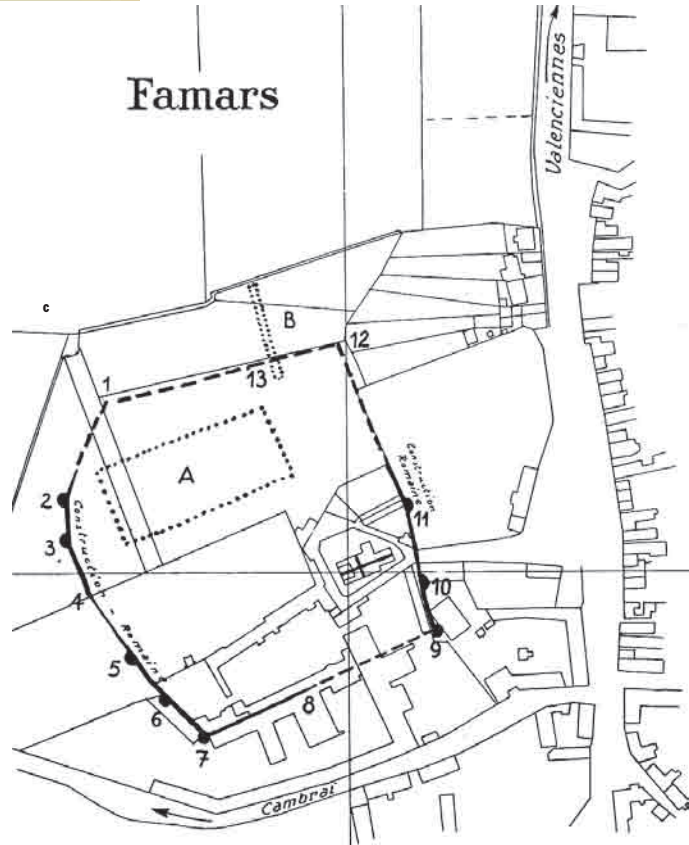 Famars
Valenciennes
c
B
12
13
1
A
Construction
Romaine
2
11
3
Construction - Romaine
10
4
9
5
6
8
7
Cambrai